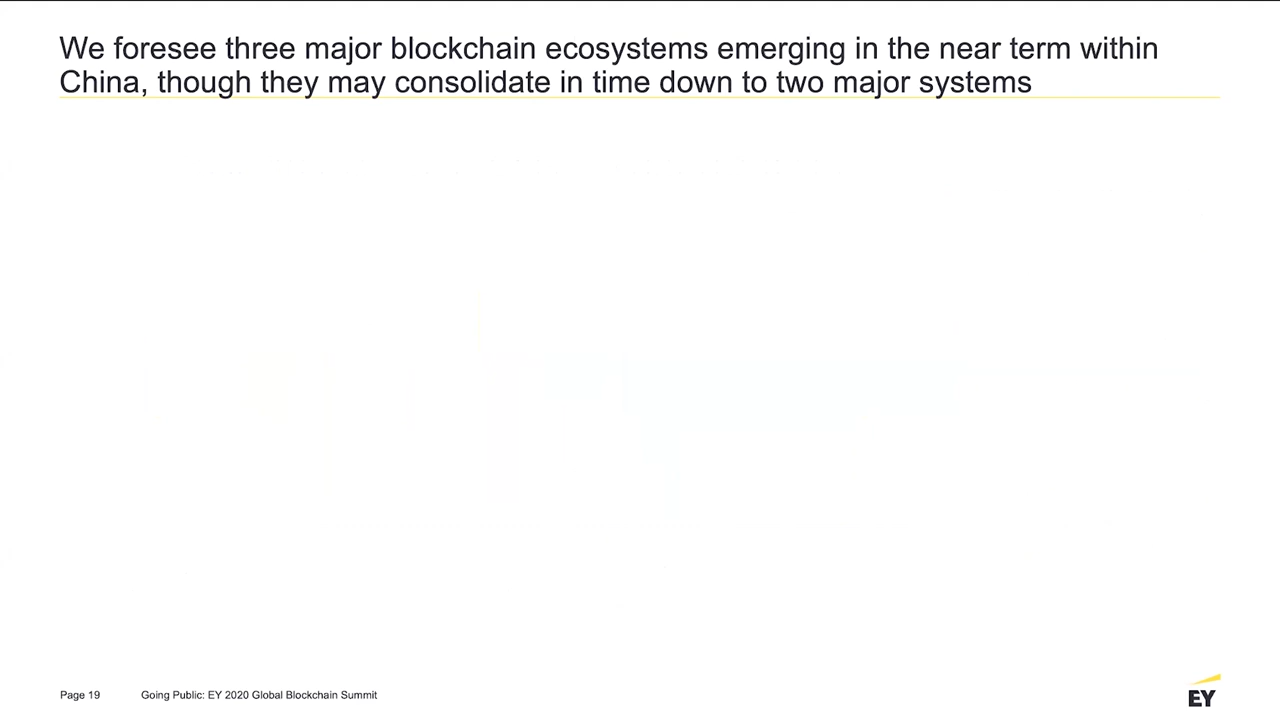 We foresee three major blockchain ecosystems emerging in the near term within
China, though they may consolidate in time down to two major systems
Page 19 Going Public: EY 2020 Global Blockchain Summit
EY